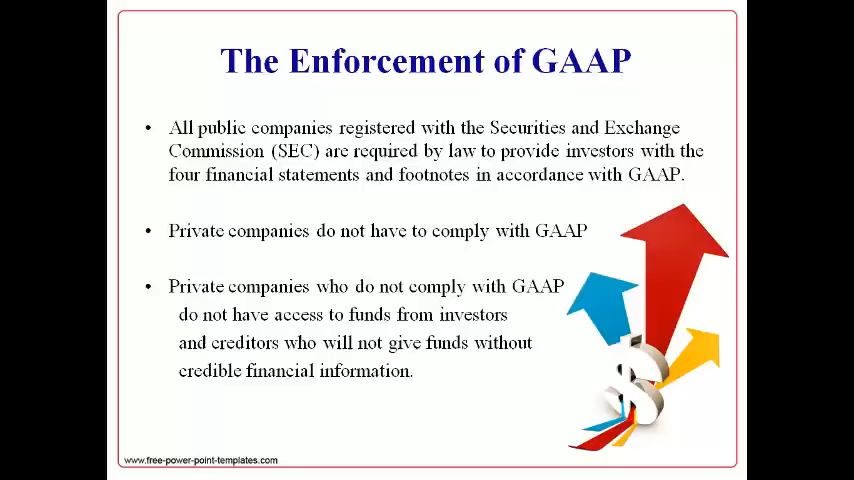 The Enforcement of GAAP
• All public companies registered with the Securities and Exchange
Commission (SEC) are required by law to provide investors with the
four financial statements and footnotes in accordance with GAAP.
• Private companies do not have to comply with GAAP
• Private companies who do not comply with GAAP
do not have access to funds from investors
and creditors who will not give funds without
credible financial information.
www.free-power-point-templates.com